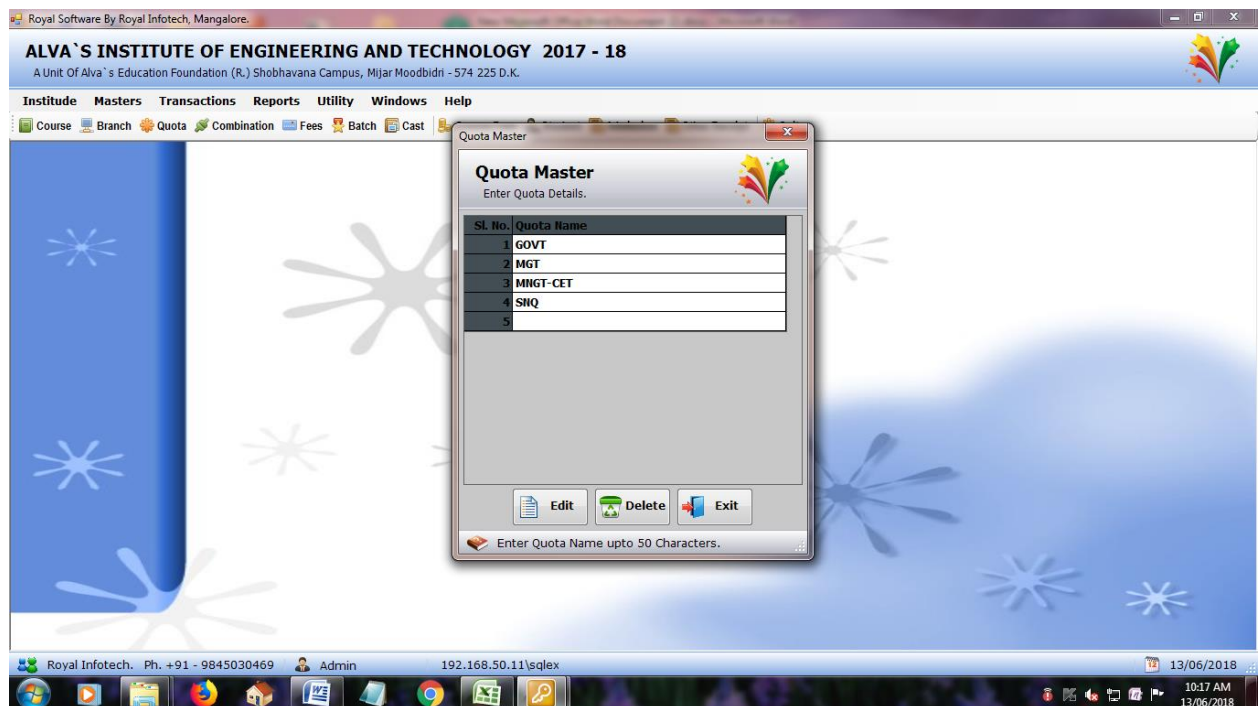 Royal Software By Royal Infotech, Mangalore.
ALVA`S INSTITUTE OF ENGINEERING AND TECHNOLOGY 2017 - 18
A Unit Of Alva`s Education Foundation (R.) Shobhavana Campus, Mijar Moodbidri - 574 225 D.K.
Institude Masters Transactions Reports Utility Windows Help
Course Branch Quota Combination Fees Batch Cast
Quota Master
Quota Master
Enter Quota Details.
Sl. No. Quota Name
1 GOVT
2 MGT
3 MNGT-CET
4 SNQ
5
Edit Delete Exit
Enter Quota Name upto 50 Characters.
Royal Infotech. Ph. +91 - 9845030469 Admin 192.168.50.11\sqlex 13/06/2018
10:17 AM
13/06/2018